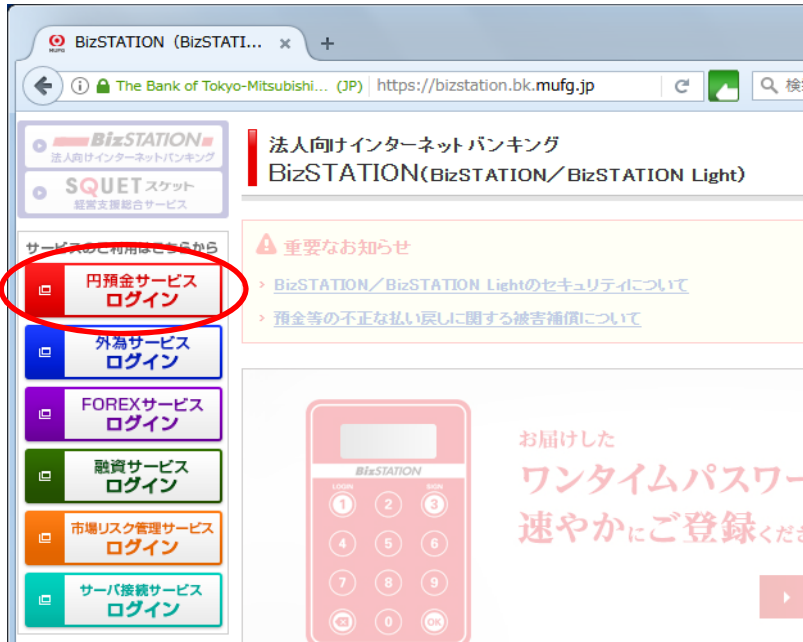 MUFG
BizSTATION (BizSTATI...
×
+
The Bank of Tokyo-Mitsubishi... (JP)
https://bizstation.bk.mufg.jp
検
BizSTATION
法人向けインターネットバンキング
SQUET スケット
経営支援総合サービス
法人向けインターネットバンキング
BizSTATION(BizSTATION／BizSTATION Light)
サービスのご利用はこちらから
円預金サービス
ログイン
外為サービス
ログイン
FOREXサービス
ログイン
融資サービス
ログイン
市場リスク管理サービス
ログイン
サーバ接続サービス
ログイン
重要なお知らせ
BizSTATION／BizSTATION Lightのセキュリティについて
預金等の不正な払い戻しに関する被害補償について
BizSTATION
LOGIN
SIGN
1 2 3
4 5 6
7 8 9
0 OK
お届けした
ワンタイムパスワー
速やかにご登録くださ